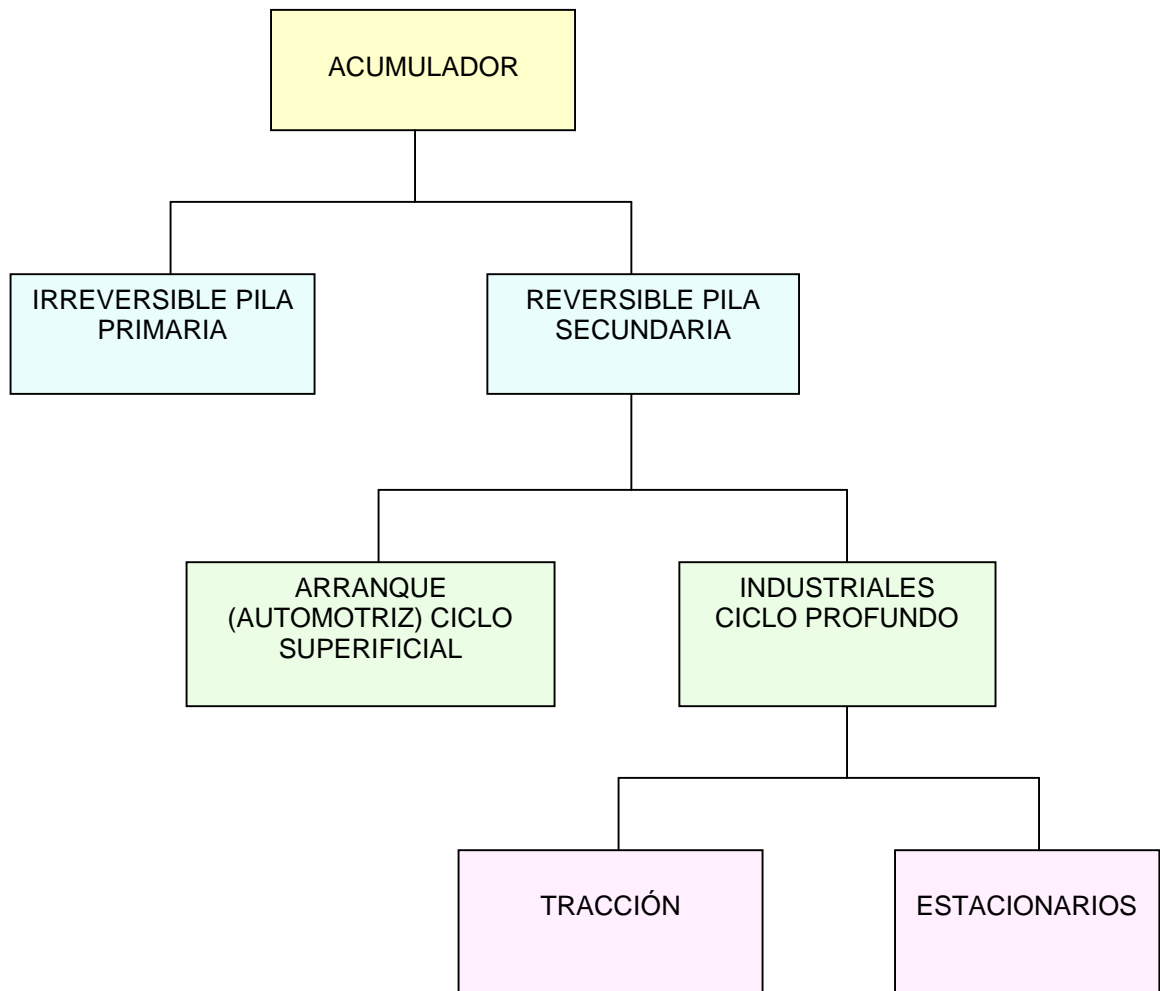 ACUMULADOR
IRREVERSIBLE PILA
PRIMARIA
REVERSIBLE PILA
SECUNDARIA
ARRANQUE
(AUTOMOTRIZ) CICLO
SUPERIFICIAL
INDUSTRIALES
CICLO PROFUNDO
TRACCIÓN
ESTACIONARIOS